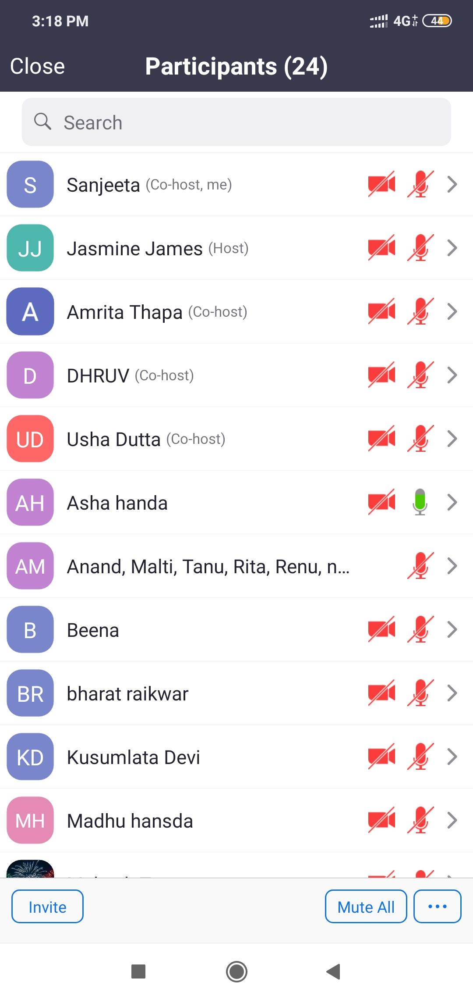 3:18 PM 4G+ 44
Close Participants (24)
Search
S Sanjeeta (Co-host, me)
JJ Jasmine James (Host)
A Amrita Thapa (Co-host)
D DHRUV (Co-host)
UD Usha Dutta (Co-host)
AH Asha handa
AM Anand, Malti, Tanu, Rita, Renu, n...
B Beena
BR bharat raikwar
KD Kusumlata Devi
MH Madhu hansda
Invite Mute All ...